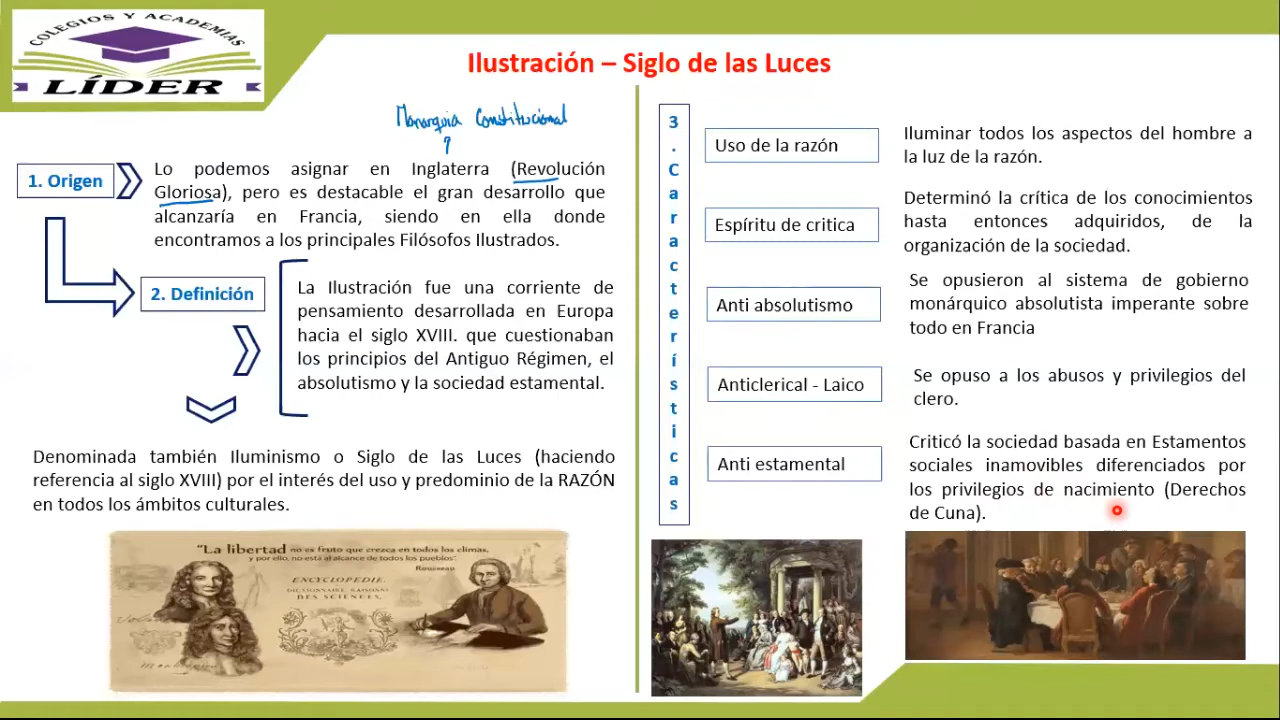 COLEGIOS Y ACADEMIAS
LÍDER
Ilustración – Siglo de las Luces
Monarquia Constitucional
1. Origen
Lo podemos asignar en Inglaterra (Revolución
Gloriosa), pero es destacable el gran desarrollo que
alcanzaría en Francia, siendo en ella donde
encontramos a los principales Filósofos Ilustrados.
2. Definición
La Ilustración fue una corriente de
pensamiento desarrollada en Europa
hacia el siglo XVIII. que cuestionaban
los principios del Antiguo Régimen, el
absolutismo y la sociedad estamental.
Denominada también Iluminismo o Siglo de las Luces (haciendo
referencia al siglo XVIII) por el interés del uso y predominio de la RAZÓN
en todos los ámbitos culturales.
“La libertad no es fruto que crezca en todos los climas,
y por ello, no está al alcance de todos los pueblos”.
Rousseau
ENCYCLOPEDIE,
DES SCIENCES,
3. Características
Uso de la razón
Iluminar todos los aspectos del hombre a
la luz de la razón.
Espíritu de critica
Determinó la crítica de los conocimientos
hasta entonces adquiridos, de la
organización de la sociedad.
Anti absolutismo
Se opusieron al sistema de gobierno
monárquico absolutista imperante sobre
todo en Francia
Anticlerical - Laico
Se opuso a los abusos y privilegios del
clero.
Anti estamental
Criticó la sociedad basada en Estamentos
sociales inamovibles diferenciados por
los privilegios de nacimiento (Derechos
de Cuna).